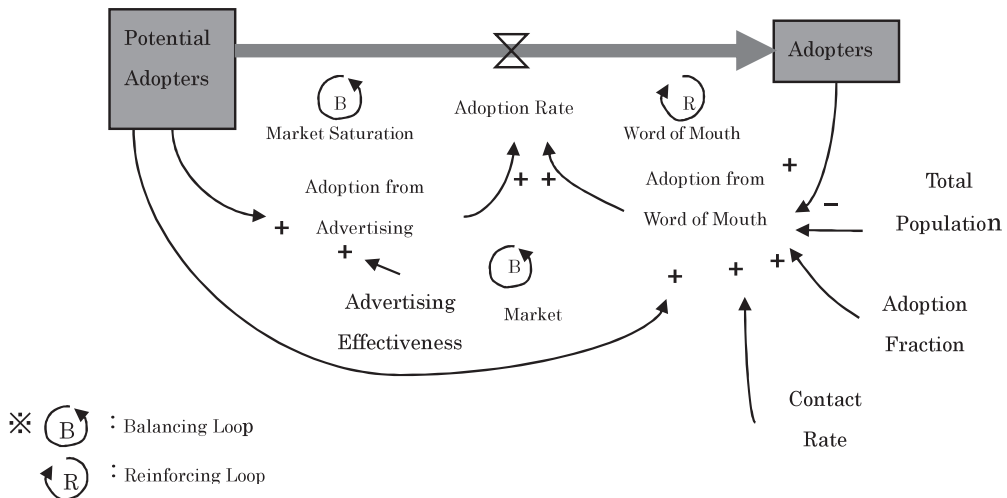 Potential
Adopters
Adopters
B
Market Saturation
Adoption Rate
R
Word of Mouth
Adoption from
Advertising
+
+
+ +
Adoption from
Word of Mouth
+
−
Total
Population
B
Market
Advertising
Effectiveness
+
+
+
Adoption
Fraction
Contact
Rate
※ B : Balancing Loop
R : Reinforcing Loop